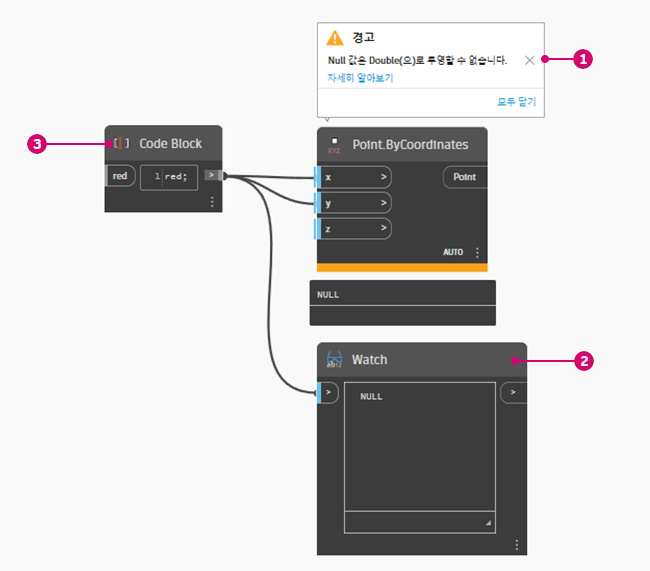 경고
Null 값은 Double(으)로 투영할 수 없습니다.
자세히 알아보기
모두 닫기
1
3
[ ] Code Block
red
1 red;
>
XYZ
Point.ByCoordinates
x >
Point
y >
z >
AUTO
NULL
Watch
2
>
NULL
>